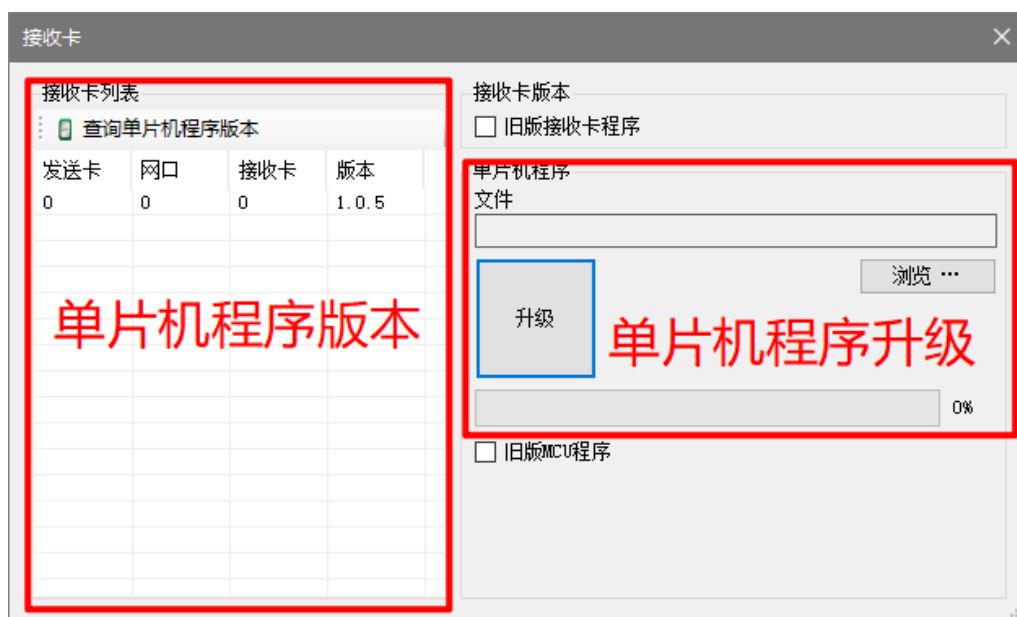 接收卡
接收卡列表
查询单片机程序版本
发送卡 网口 接收卡 版本
0 0 0 1.0.5
单片机程序版本
接收卡版本
旧版接收卡程序
单片机程序
文件
浏览 …
升级
单片机程序升级
0%
旧版MCU程序